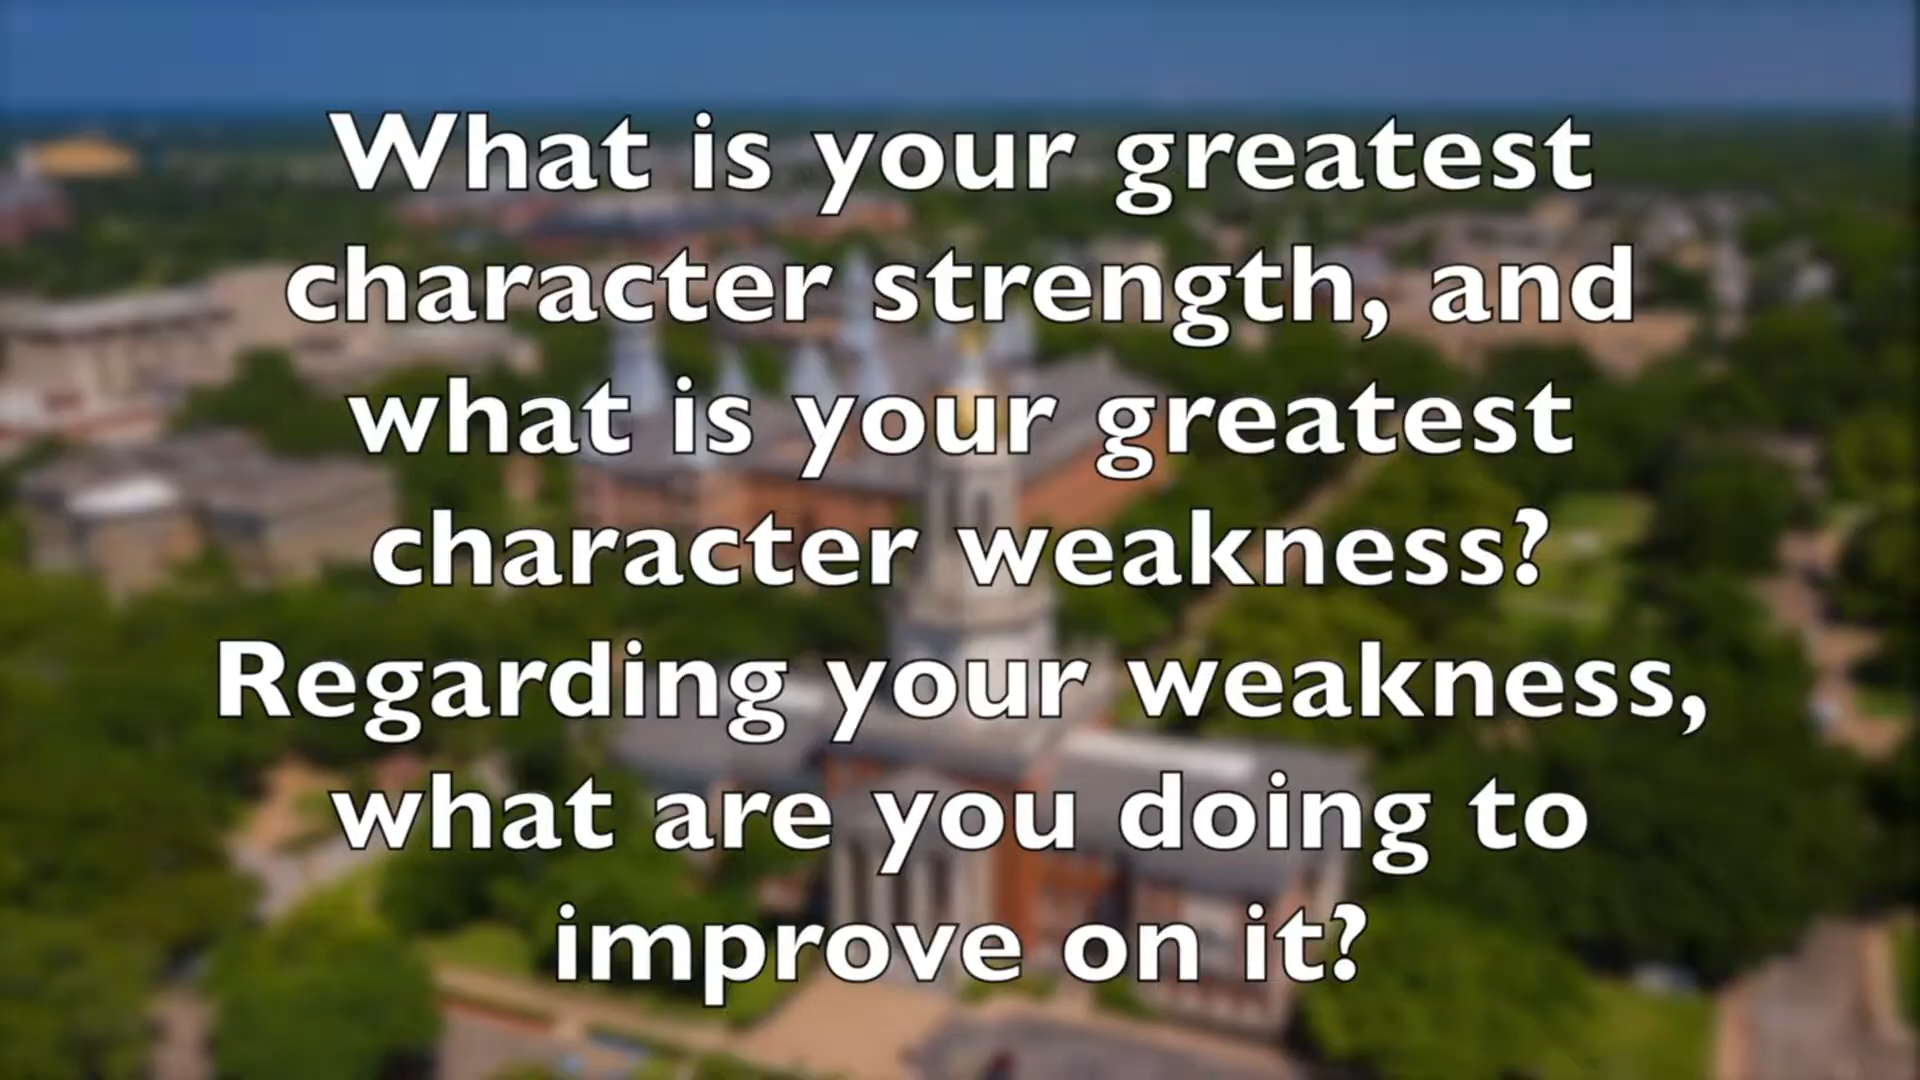 What is your greatest
character strength, and
what is your greatest
character weakness?
Regarding your weakness,
what are you doing to
improve on it?